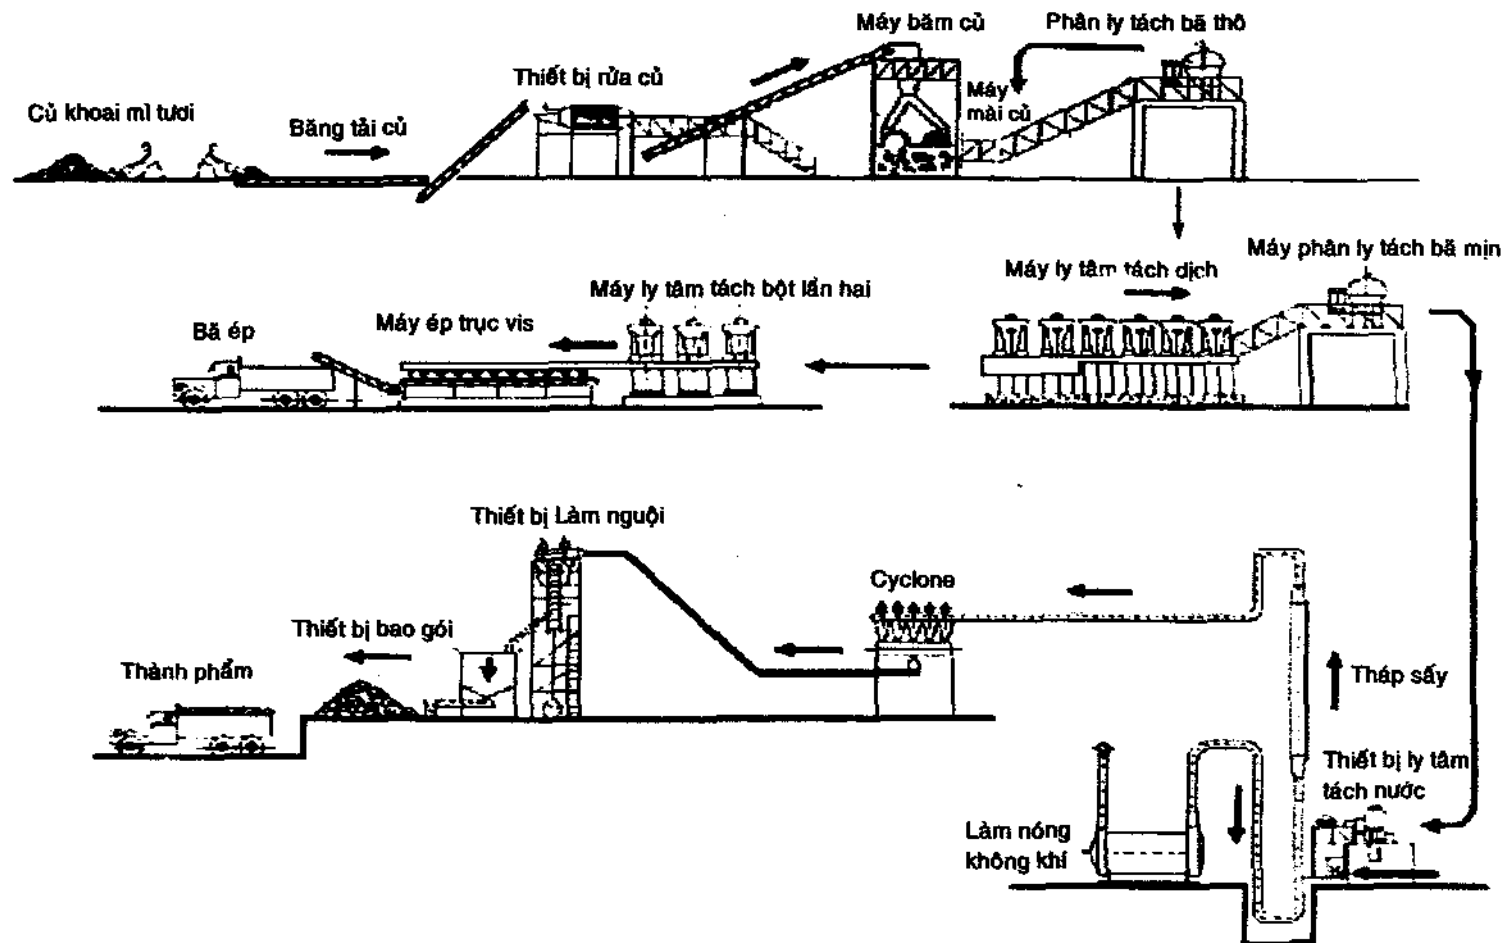 Máy băm củ
Phân ly tách bã thô
Thiết bị rửa củ
Máy
mài củ
Củ khoai mì tươi
Băng tải củ
Máy phân ly tách bã mịn
Máy ly tâm tách dịch
Máy ly tâm tách bột lần hai
Máy ép trục vis
Bã ép
Thiết bị Làm nguội
Cyclone
Thiết bị bao gói
Thành phẩm
Tháp sấy
Thiết bị ly tâm
tách nước
Làm nóng
không khí